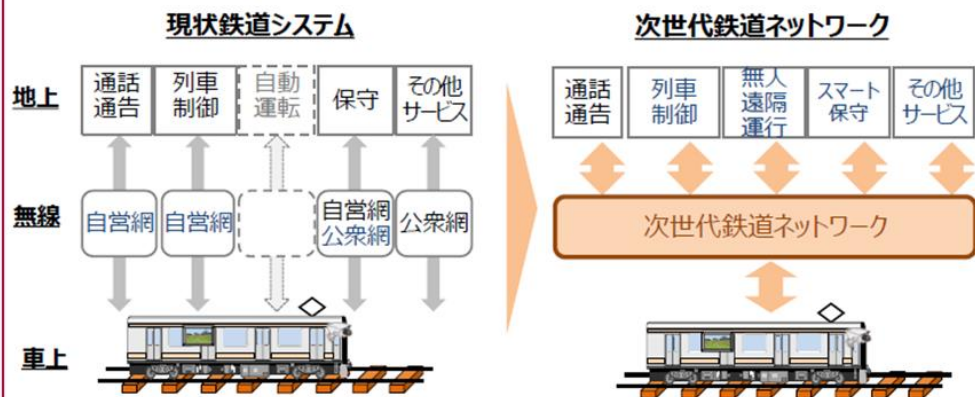 現状鉄道システム
次世代鉄道ネットワーク
地上
通話
通告
列車
制御
自動
運転
保守
その他
サービス
通話
通告
列車
制御
無人
遠隔
運行
スマート
保守
その他
サービス
無線
自営網
自営網
自営網
公衆網
公衆網
次世代鉄道ネットワーク
車上